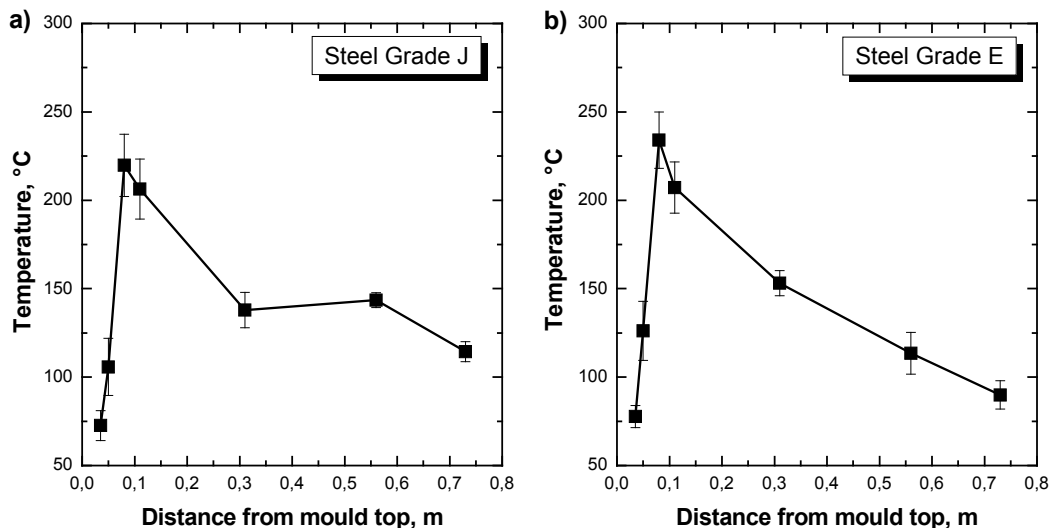 a)
Steel Grade J
Temperature, °C
300
250
200
150
100
50
0,0 0,1 0,2 0,3 0,4 0,5 0,6 0,7 0,8
Distance from mould top, m
b)
Steel Grade E
Temperature, °C
300
250
200
150
100
50
0,0 0,1 0,2 0,3 0,4 0,5 0,6 0,7 0,8
Distance from mould top, m